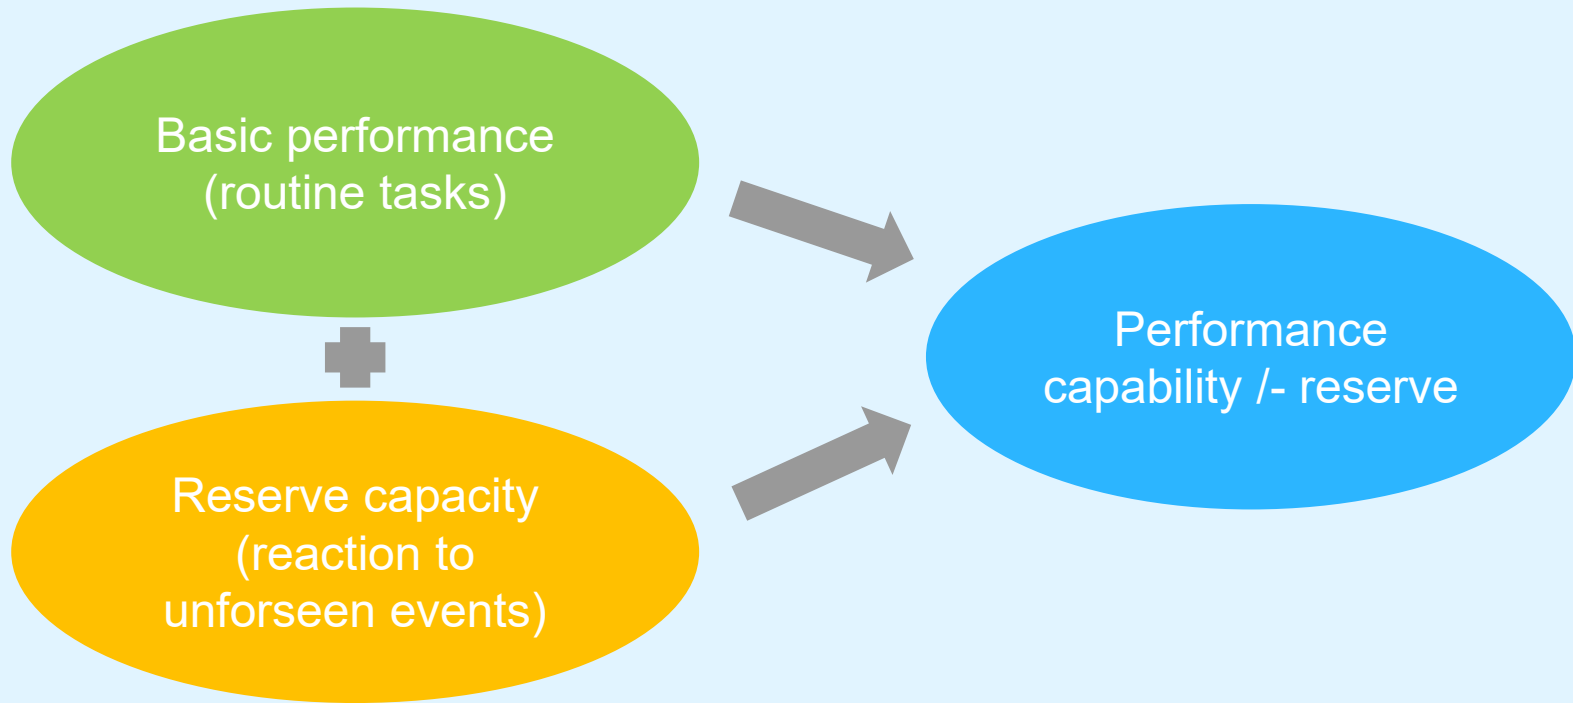 Basic performance
(routine tasks)
Reserve capacity
(reaction to
unforseen events)
Performance
capability /- reserve